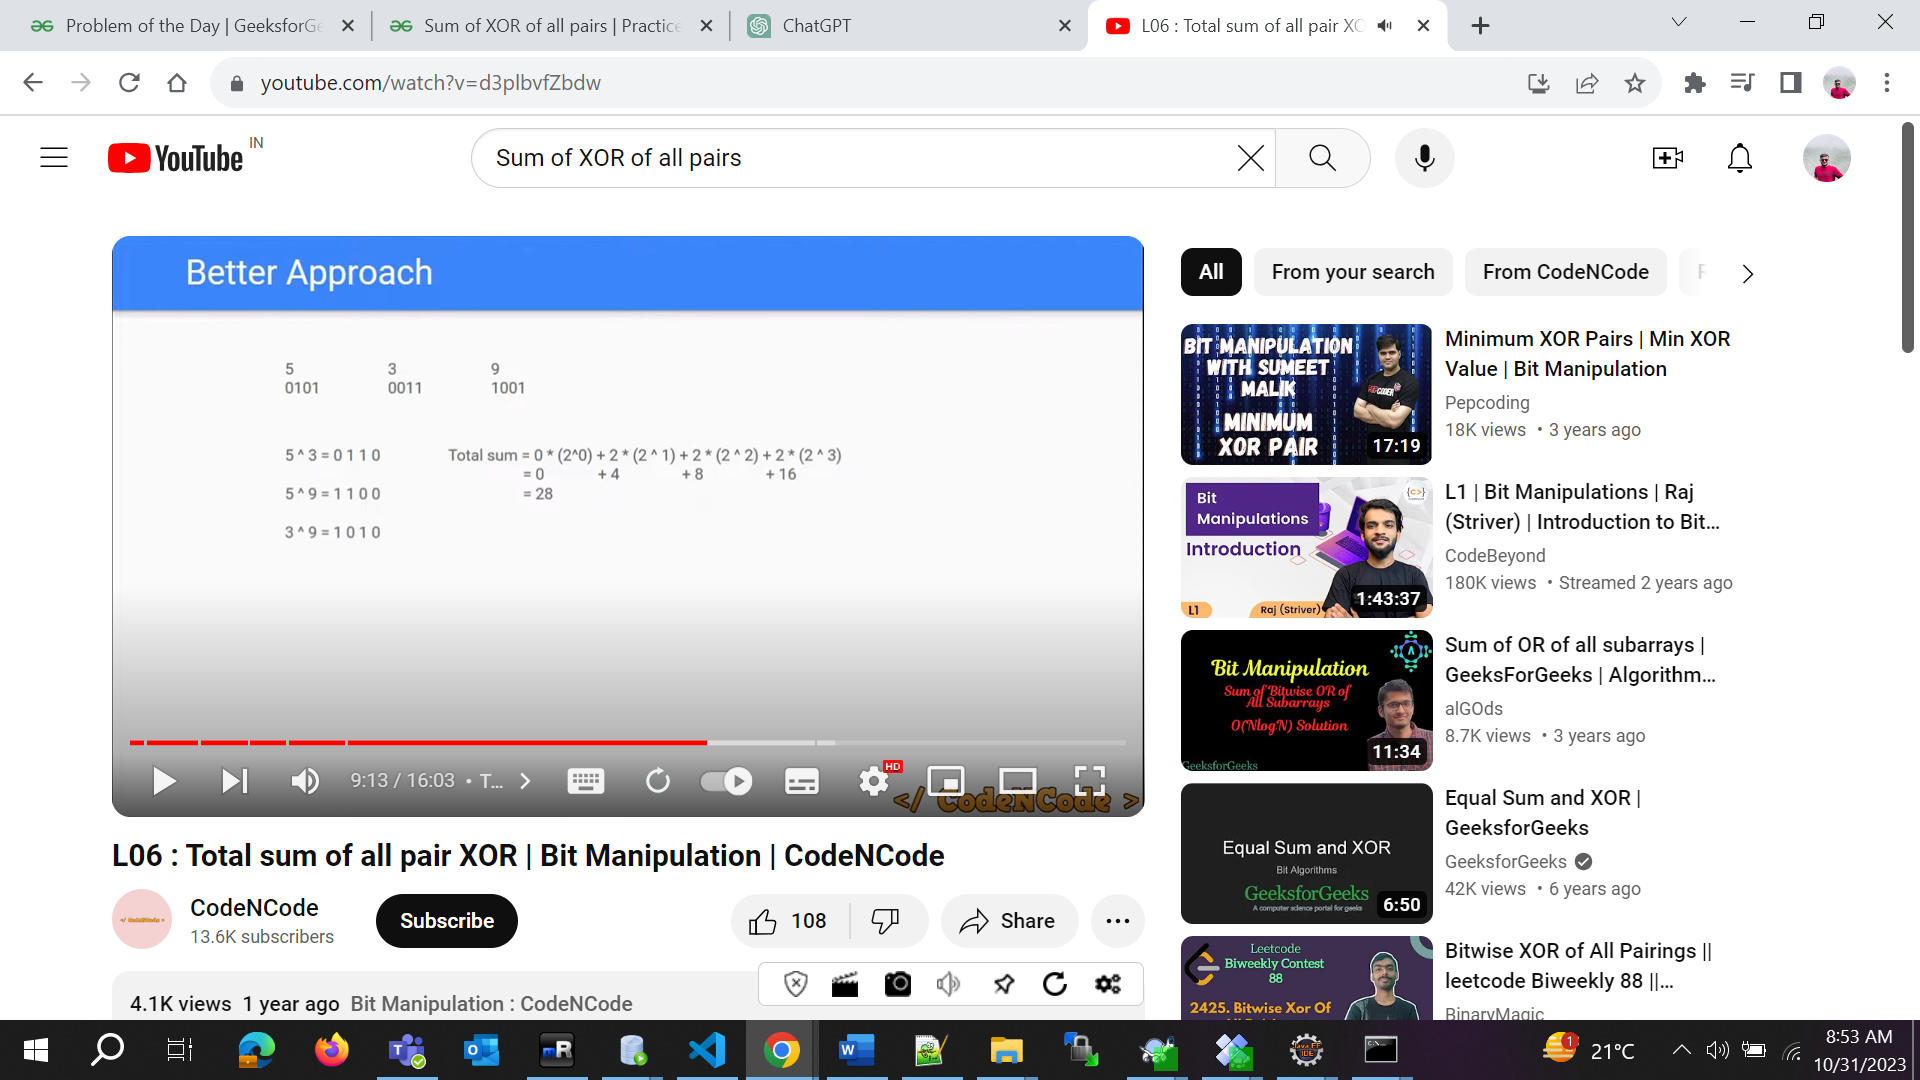 Problem of the Day | GeeksforGe
Sum of XOR of all pairs | Practice
ChatGPT
L06 : Total sum of all pair XO
youtube.com/watch?v=d3plbvfZbdw
YouTube IN
Sum of XOR of all pairs
Better Approach
5 3 9
0101 0011 1001
5 ^ 3 = 0 1 1 0
5 ^ 9 = 1 1 0 0
3 ^ 9 = 1 0 1 0
Total sum = 0 * (2^0) + 2 * (2 ^ 1) + 2 * (2 ^ 2) + 2 * (2 ^ 3)
= 0 + 4 + 8 + 16
= 28
9:13 / 16:03 • T...
HD
</ CodeNCode >
L06 : Total sum of all pair XOR | Bit Manipulation | CodeNCode
CodeNCode
13.6K subscribers
Subscribe
108
Share
4.1K views 1 year ago Bit Manipulation : CodeNCode
All
From your search
From CodeNCode
BIT MANIPULATION
WITH SUMEET
MALIK
MINIMUM
XOR PAIR
17:19
Minimum XOR Pairs | Min XOR
Value | Bit Manipulation
Pepcoding
18K views • 3 years ago
Bit
Manipulations
Introduction
L1
Raj (Striver)
1:43:37
L1 | Bit Manipulations | Raj
(Striver) | Introduction to Bit...
CodeBeyond
180K views • Streamed 2 years ago
Bit Manipulation
Sum of Bitwise OR of
All Subarrays
O(NlogN) Solution
GeeksforGeeks
11:34
Sum of OR of all subarrays |
GeeksForGeeks | Algorithm...
alGOds
8.7K views • 3 years ago
Equal Sum and XOR
Bit Algorithms
GeeksforGeeks
A computer science portal for geeks
6:50
Equal Sum and XOR |
GeeksforGeeks
GeeksforGeeks
42K views • 6 years ago
Leetcode
Biweekly Contest
88
2425. Bitwise Xor Of
Bitwise XOR of All Pairings ||
leetcode Biweekly 88 ||...
BinaryMagic
1
21°C
8:53 AM
10/31/2023